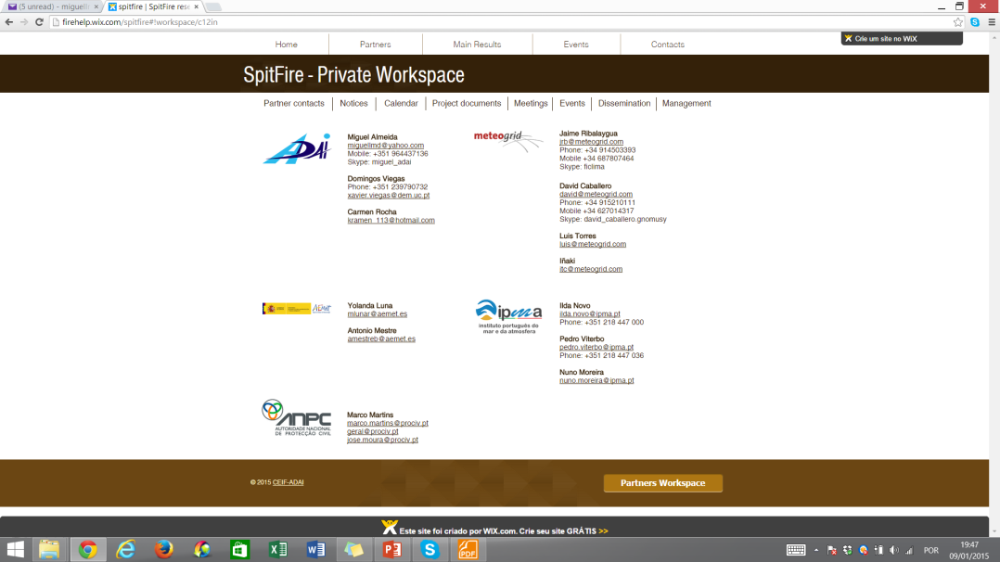 (5 unread) - miguellm
spitfire | SpitFire rese
firehelp.wix.com/spitfire#!workspace/c12in
Home
Partners
Main Results
Events
Contacts
Crie um site no WiX
SpitFire - Private Workspace
Partner contacts
Notices
Calendar
Project documents
Meetings
Events
Dissemination
Management
ADAI
Miguel Almeida
miguellmd@yahoo.com
Mobile: +351 964437136
Skype: miguel_adai
Domingos Viegas
Phone: +351 239790732
xavier.viegas@dem.uc.pt
Carmen Rocha
kramen_113@hotmail.com
meteogrid
Jaime Ribalaygua
jrb@meteogrid.com
Phone: +34 914503393
Mobile +34 687807464
Skype: ficlima
David Caballero
david@meteogrid.com
Phone: +34 915210111
Mobile +34 627014317
Skype: david_caballero.gnomusy
Luis Torres
luis@meteogrid.com
Iñaki
itc@meteogrid.com
AEmet
Yolanda Luna
mlunar@aemet.es
Antonio Mestre
amestreb@aemet.es
ipma
instituto português do
mar e da atmosfera
Ilda Novo
ilda.novo@ipma.pt
Phone: +351 218 447 000
Pedro Viterbo
pedro.viterbo@ipma.pt
Phone: +351 218 447 036
Nuno Moreira
nuno.moreira@ipma.pt
ANPC
AUTORIDADE NACIONAL
DE PROTECÇÃO CIVIL
Marco Martins
marco.martins@prociv.pt
geral@prociv.pt
jose.moura@prociv.pt
© 2015 CEIF-ADAI
Partners Workspace
Este site foi criado por WIX.com. Crie seu site GRÁTIS >>
PDF
POR
19:47
09/01/2015